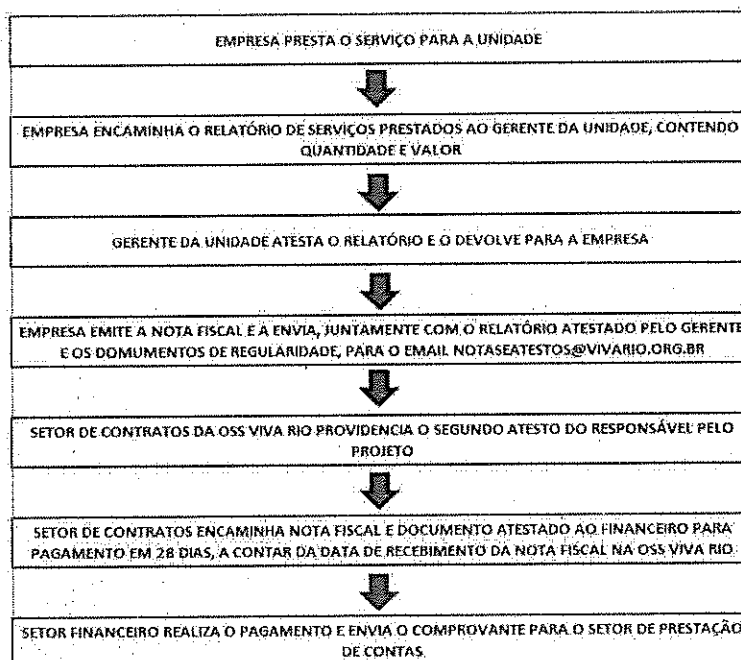 EMPRESA PRESTA O SERVIÇO PARA A UNIDADE
EMPRESA ENCAMINHA O RELATÓRIO DE SERVIÇOS PRESTADOS AO GERENTE DA UNIDADE, CONTENDO
QUANTIDADE E VALOR
GERENTE DA UNIDADE ATESTA O RELATÓRIO E O DEVOLVE PARA A EMPRESA
EMPRESA EMITE A NOTA FISCAL E A ENVIA, JUNTAMENTE COM O RELATÓRIO ATESTADO PELO GERENTE
E OS DOMUMENTOS DE REGULARIDADE, PARA O EMAIL NOTASEATESTOS@VIVARIO.ORG.BR
SETOR DE CONTRATOS DA OSS VIVA RIO PROVIDENCIA O SEGUNDO ATESTO DO RESPONSÁVEL PELO
PROJETO
SETOR DE CONTRATOS ENCAMINHA NOTA FISCAL E DOCUMENTO ATESTADO AO FINANCEIRO PARA
PAGAMENTO EM 28 DIAS, A CONTAR DA DATA DE RECEBIMENTO DA NOTA FISCAL NA OSS VIVA RIO.
SETOR FINANCEIRO REALIZA O PAGAMENTO E ENVIA O COMPROVANTE PARA O SETOR DE PRESTAÇÃO
DE CONTAS.